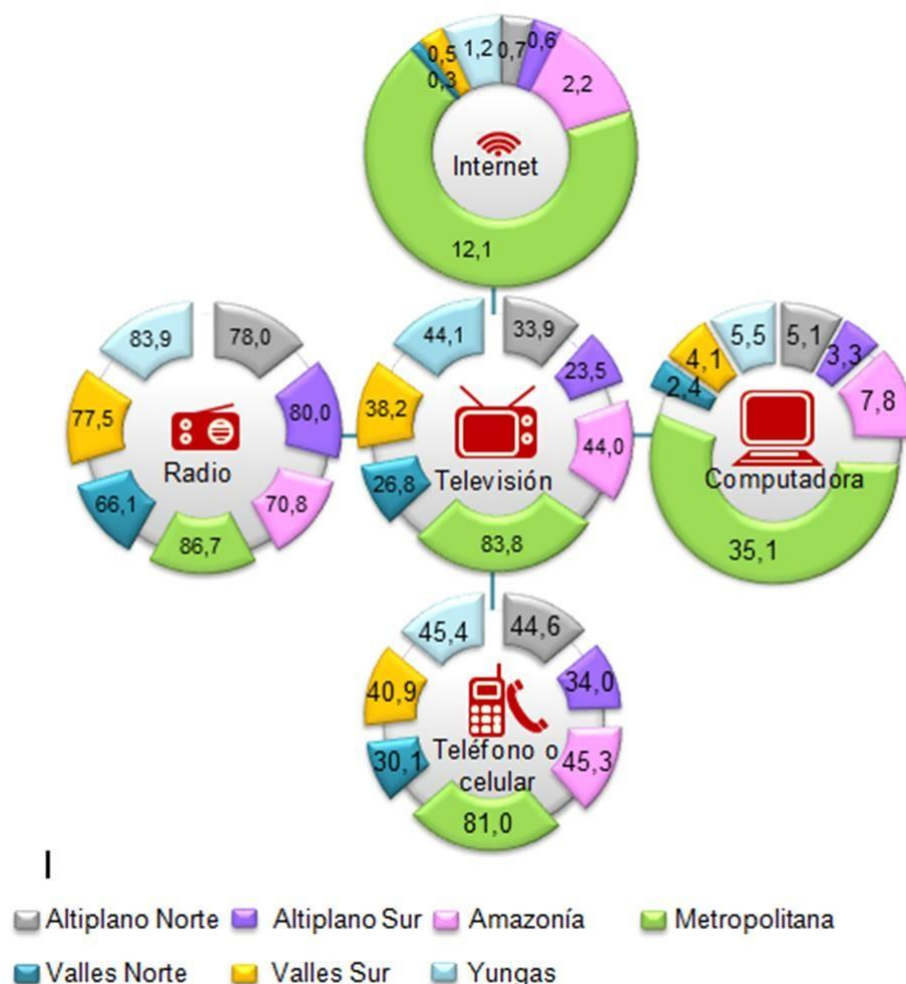 0,5 1,2 0,7 0,6
0,3 2,2
Internet
12,1
83,9 78,0
77,5 80,0
Radio
66,1 70,8
86,7
44,1 33,9
38,2 23,5
44,0
Televisión
26,8
83,8
5,5 5,1
4,1 3,3
2,4 7,8
Computadora
35,1
45,4 44,6
40,9 34,0
Teléfono o
30,1 45,3
celular
81,0
Altiplano Norte Altiplano Sur Amazonía Metropolitana
Valles Norte Valles Sur Yungas